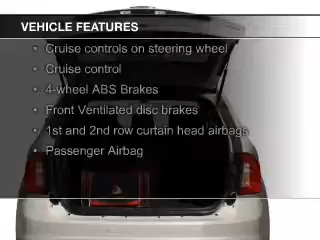 VEHICLE FEATURES
• Cruise controls on steering wheel
• Cruise control
• 4-wheel ABS Brakes
• Front Ventilated disc brakes
• 1st and 2nd row curtain head airbags
• Passenger Airbag